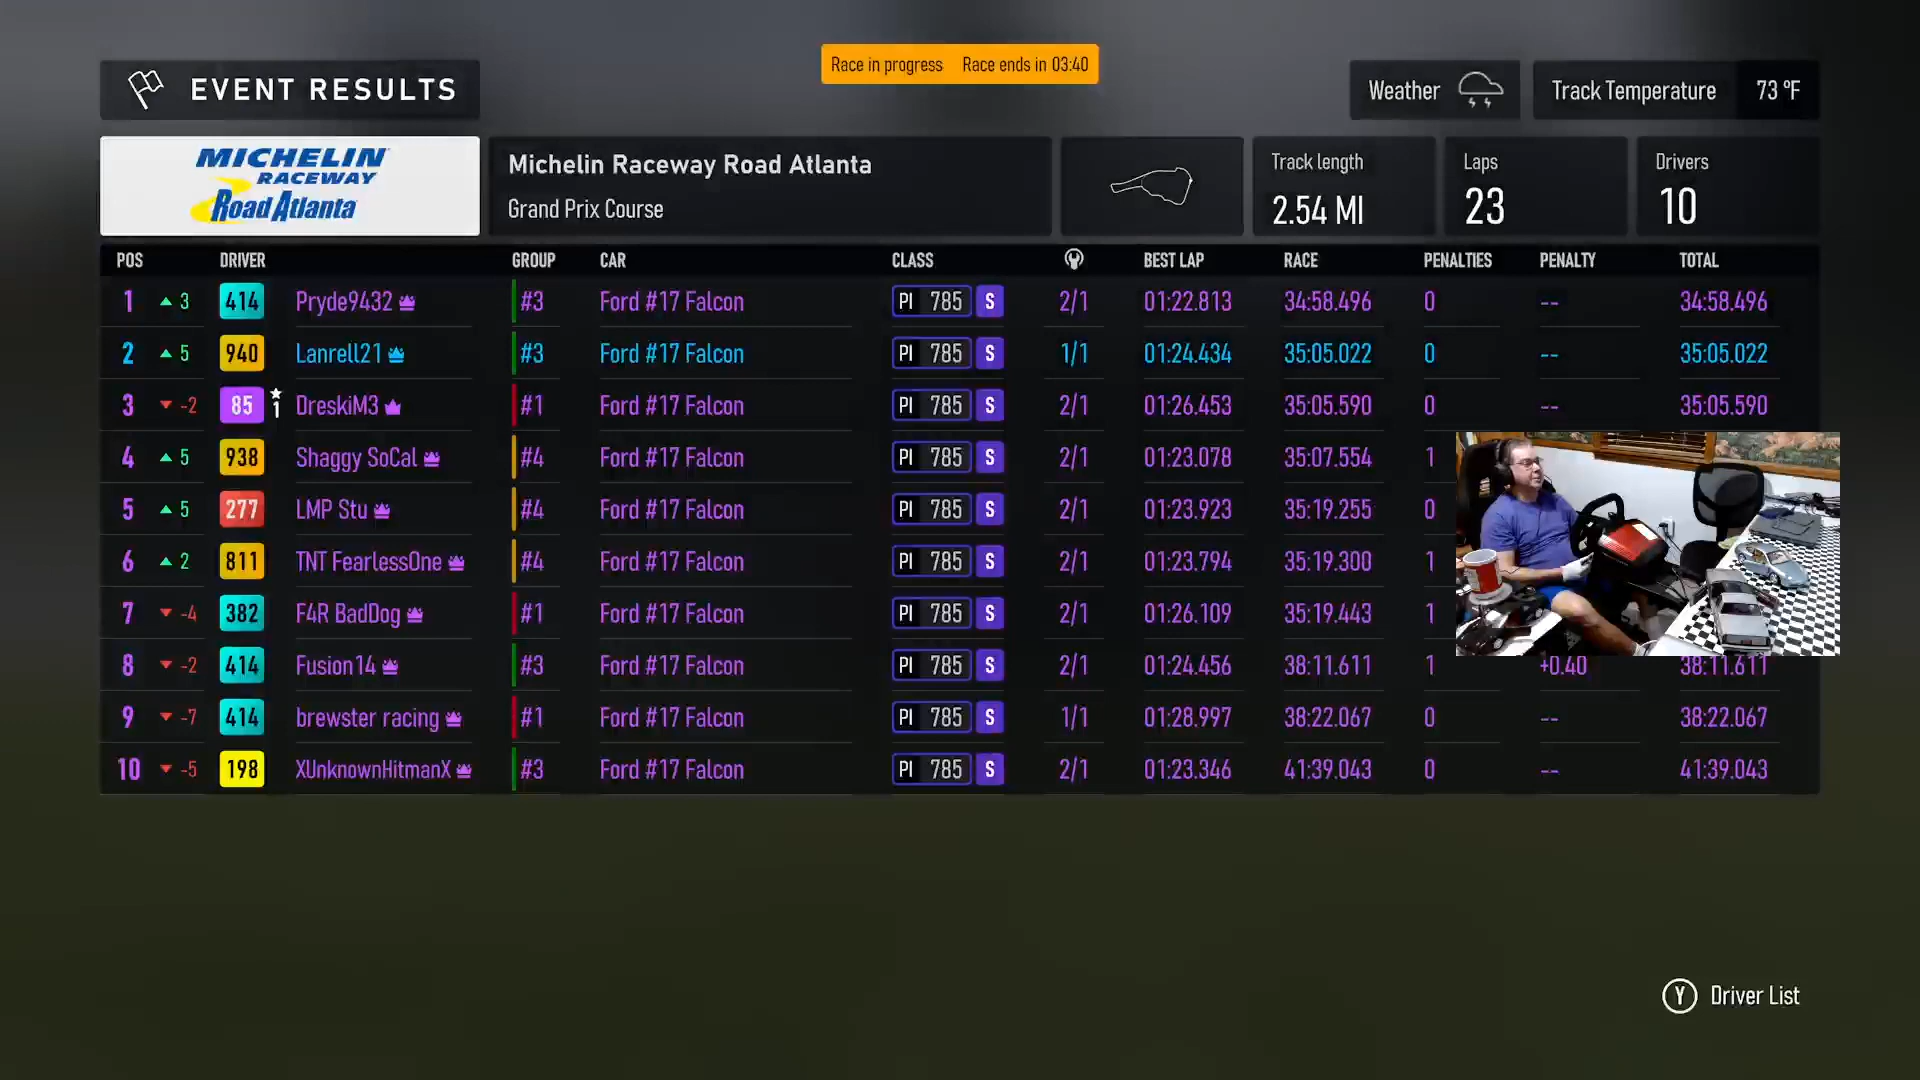 Race in progress Race ends in 03:40
EVENT RESULTS
Weather
Track Temperature 73 ºF
MICHELIN
RACEWAY
Road Atlanta
Michelin Raceway Road Atlanta
Grand Prix Course
Track length
2.54 MI
Laps
23
Drivers
10
POS DRIVER GROUP CAR CLASS BEST LAP RACE PENALTIES PENALTY TOTAL
1 3 414 Pryde9432 #3 Ford #17 Falcon PI 785 S 2/1 01:22.813 34:58.496 0 -- 34:58.496
2 5 940 Lanrell21 #3 Ford #17 Falcon PI 785 S 1/1 01:24.434 35:05.022 0 -- 35:05.022
3 -2 85 1 DreskiM3 #1 Ford #17 Falcon PI 785 S 2/1 01:26.453 35:05.590 0 -- 35:05.590
4 5 938 Shaggy SoCal #4 Ford #17 Falcon PI 785 S 2/1 01:23.078 35:07.554 1
5 5 277 LMP Stu #4 Ford #17 Falcon PI 785 S 2/1 01:23.923 35:19.255 0
6 2 811 TNT FearlessOne #4 Ford #17 Falcon PI 785 S 2/1 01:23.794 35:19.300 1
7 -4 382 F4R BadDog #1 Ford #17 Falcon PI 785 S 2/1 01:26.109 35:19.443 1
8 -2 414 Fusion14 #3 Ford #17 Falcon PI 785 S 2/1 01:24.456 38:11.611 1 +0.40 38:11.611
9 -7 414 brewster racing #1 Ford #17 Falcon PI 785 S 1/1 01:28.997 38:22.067 0 -- 38:22.067
10 -5 198 XUnknownHitmanX #3 Ford #17 Falcon PI 785 S 2/1 01:23.346 41:39.043 0 -- 41:39.043
Y Driver List